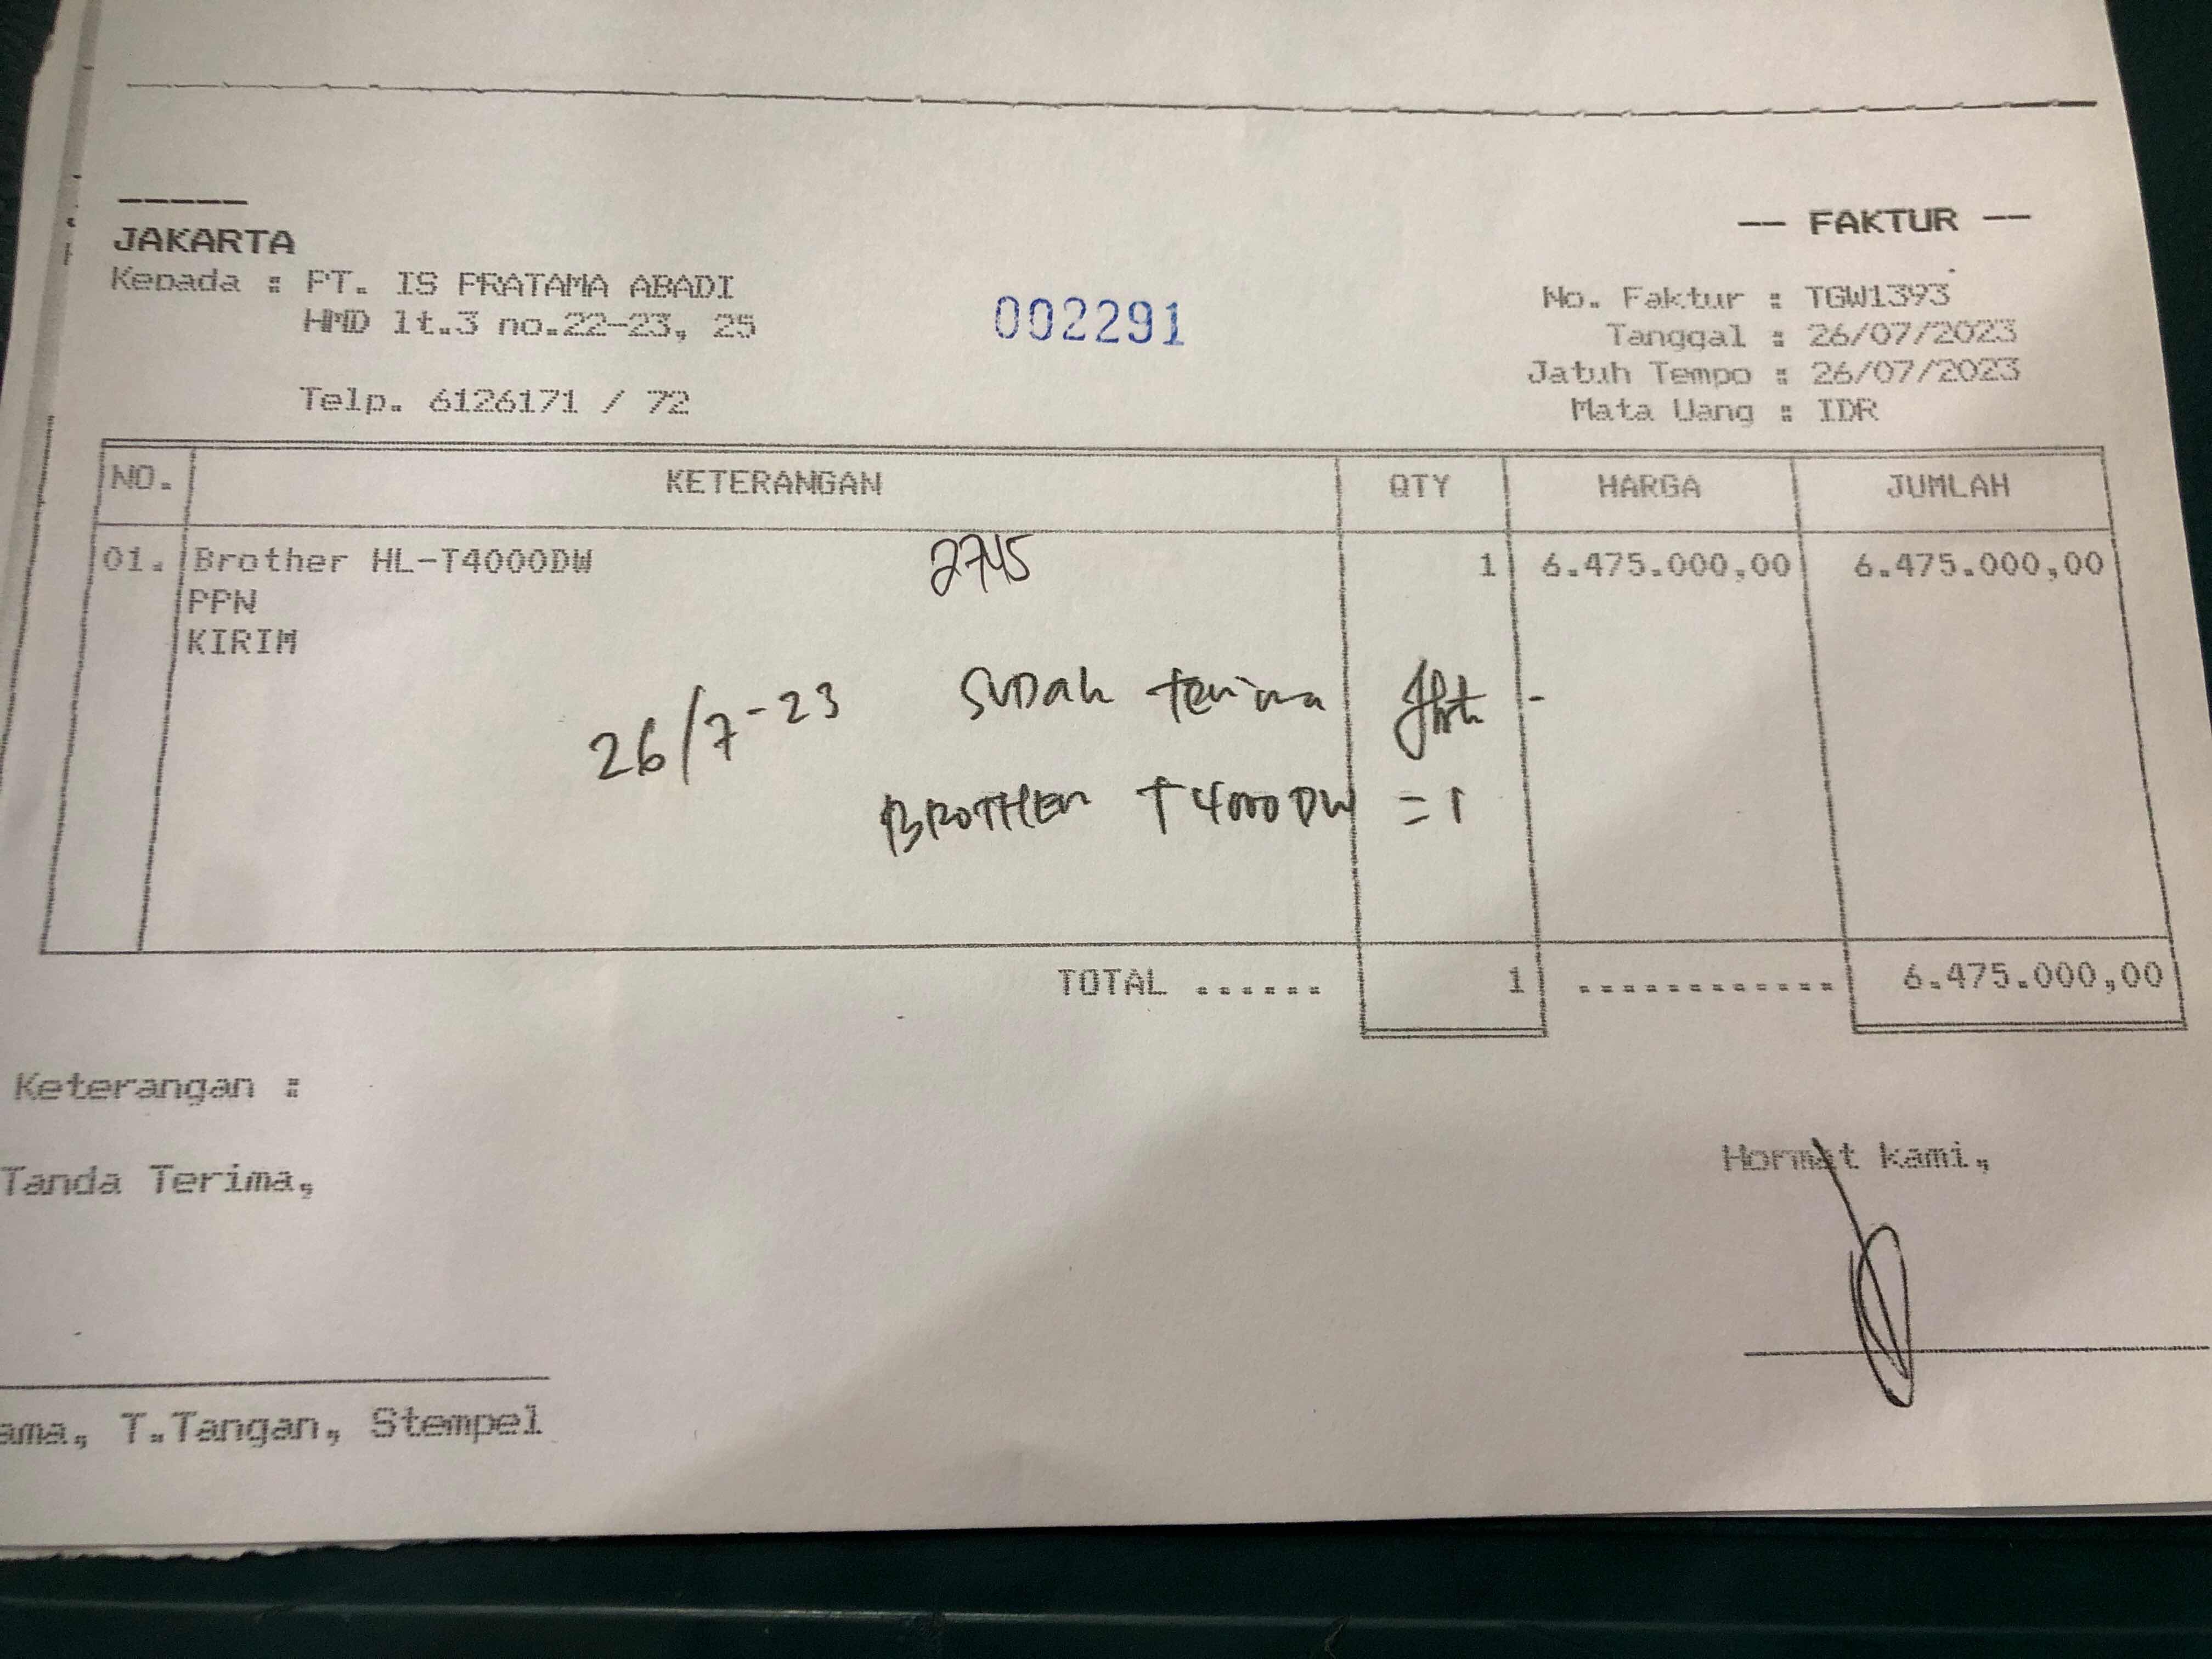 -----
JAKARTA
-- FAKTUR --
Kepada : PT. IS PRATAMA ABADI
HMD lt.3 no.22-23, 25
Telp. 6126171 / 72
002291
No. Faktur : TGW1393
Tanggal : 26/07/2023
Jatuh Tempo : 26/07/2023
Mata Uang : IDR
NO. KETERANGAN QTY HARGA JUMLAH
01. Brother HL-T4000DW 2745 1 6.475.000,00 6.475.000,00
PPN
KIRIM
26/7-23 SUDah terima
BROTHER T4000DW = 1
TOTAL ...... 1 ............ 6.475.000,00
Keterangan :
Tanda Terima,
Hormat kami,
ama, T.Tangan, Stempel